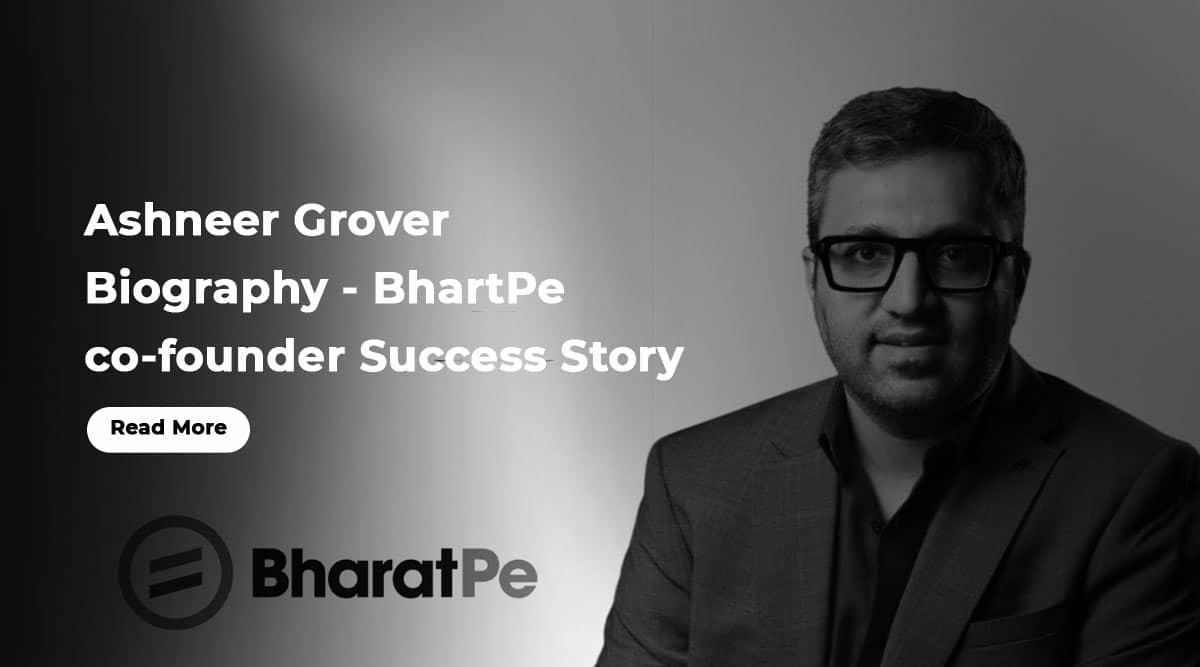 Ashneer Grover
Biography - BhartPe
co-founder Success Story
Read More
BharatPe